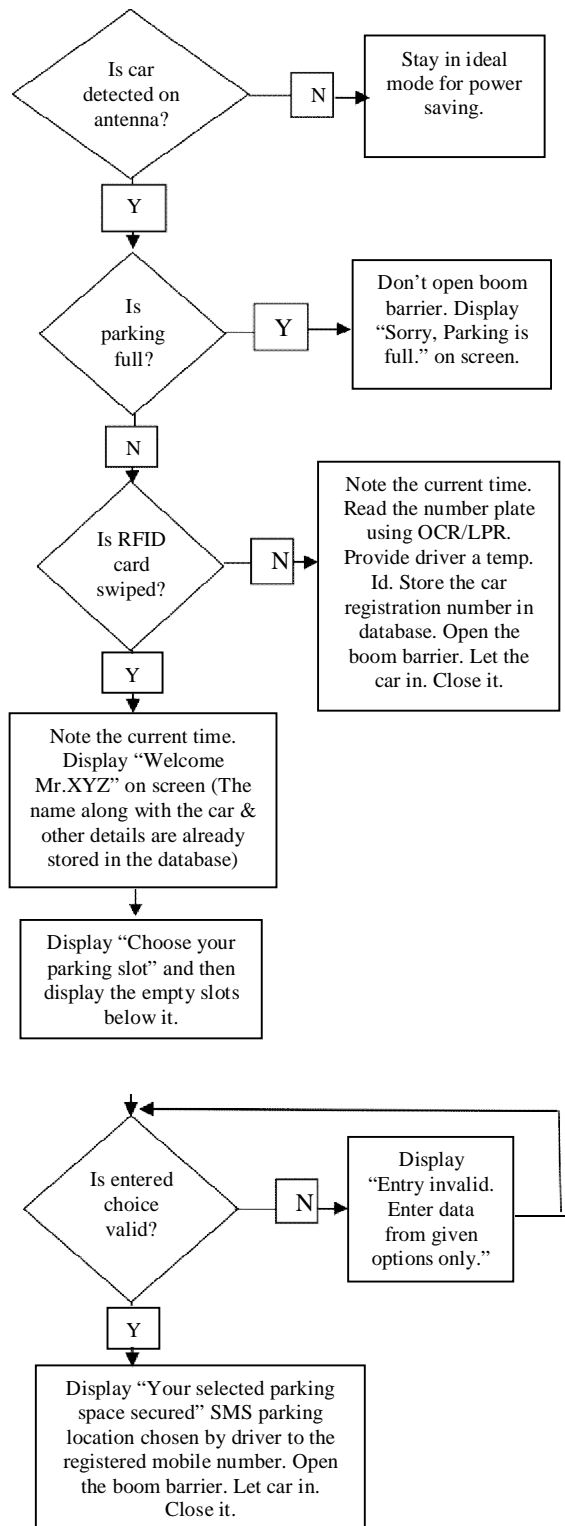 Is car
detected on
antenna?
N
Stay in ideal
mode for power
saving.
Y
Is
parking
full?
Y
Don’t open boom
barrier. Display
“Sorry, Parking is
full.” on screen.
N
Is RFID
card
swiped?
N
Note the current time.
Read the number plate
using OCR/LPR.
Provide driver a temp.
Id. Store the car
registration number in
database. Open the
boom barrier. Let the
car in. Close it.
Y
Note the current time.
Display “Welcome
Mr.XYZ” on screen (The
name along with the car &
other details are already
stored in the database)
Display “Choose your
parking slot” and then
display the empty slots
below it.
Is entered
choice
valid?
N
Display
“Entry invalid.
Enter data
from given
options only.”
Y
Display “Your selected parking
space secured” SMS parking
location chosen by driver to the
registered mobile number. Open
the boom barrier. Let car in.
Close it.